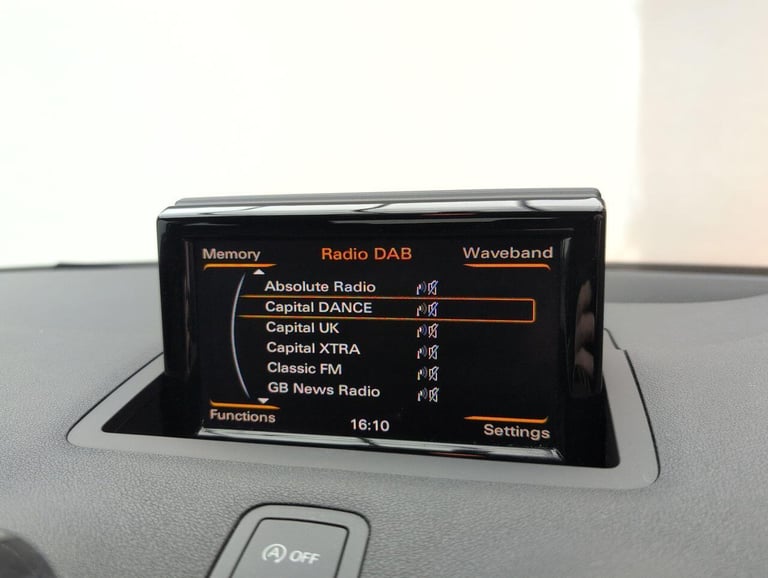 Memory Radio DAB Waveband
Absolute Radio
Capital DANCE
Capital UK
Capital XTRA
Classic FM
GB News Radio
Functions 16:10 Settings
A OFF